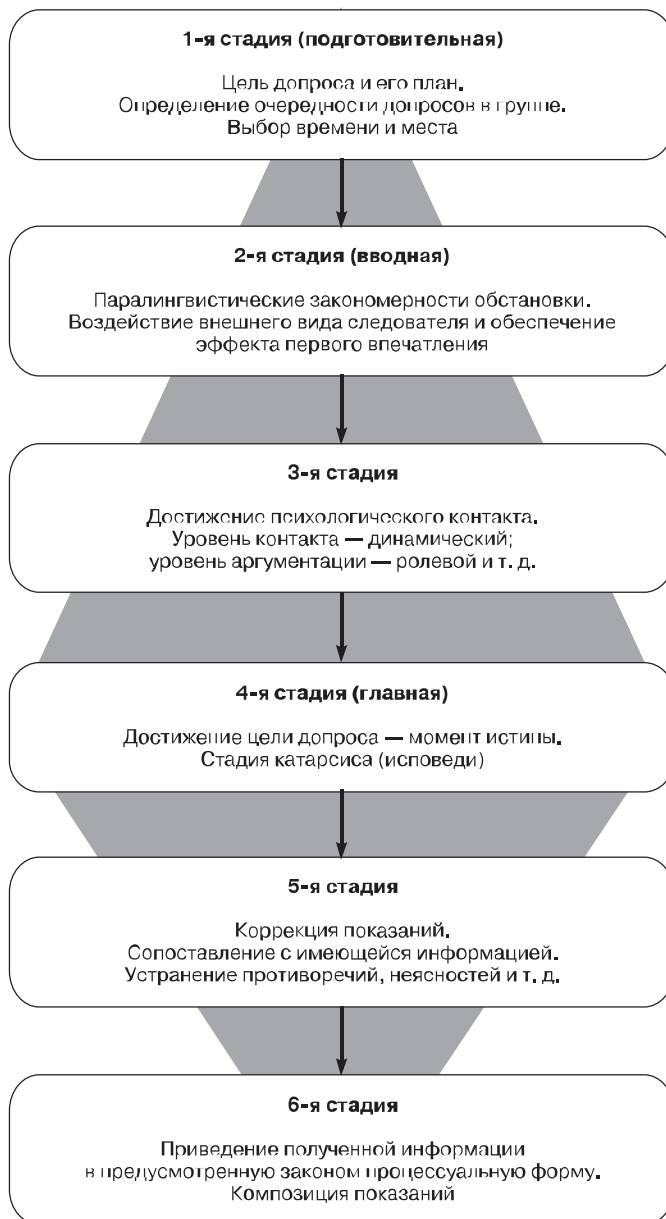 1-я стадия (подготовительная)
Цель допроса и его план.
Определение очередности допросов в группе.
Выбор времени и места
2-я стадия (вводная)
Паралингвистические закономерности обстановки.
Воздействие внешнего вида следователя и обеспечение
эффекта первого впечатления
3-я стадия
Достижение психологического контакта.
Уровень контакта — динамический;
уровень аргументации — ролевой и т. д.
4-я стадия (главная)
Достижение цели допроса — момент истины.
Стадия катарсиса (исповеди)
5-я стадия
Коррекция показаний.
Сопоставление с имеющейся информацией.
Устранение противоречий, неясностей и т. д.
6-я стадия
Приведение полученной информации
в предусмотренную законом процессуальную форму.
Композиция показаний